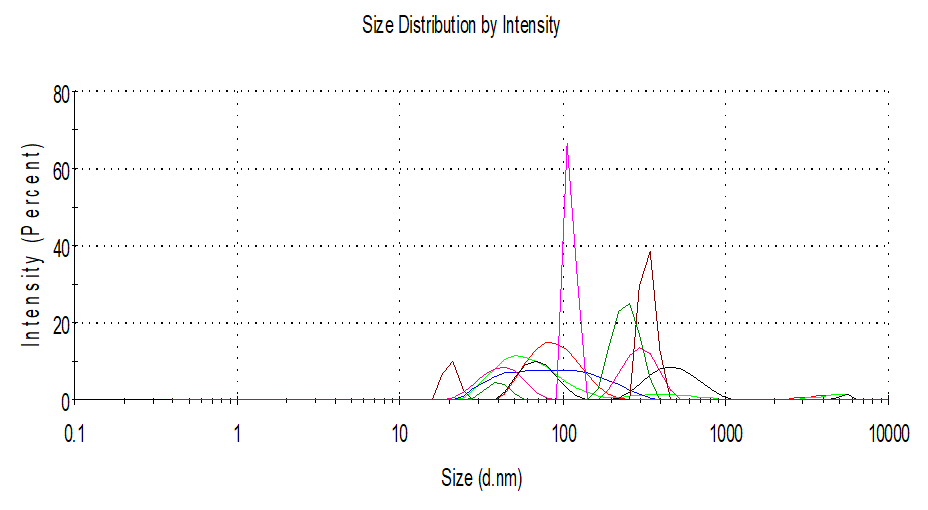 Size Distribution by Intensity
80
60
40
20
0
Intensity (Percent)
0.1 1 10 100 1000 10000
Size (d.nm)